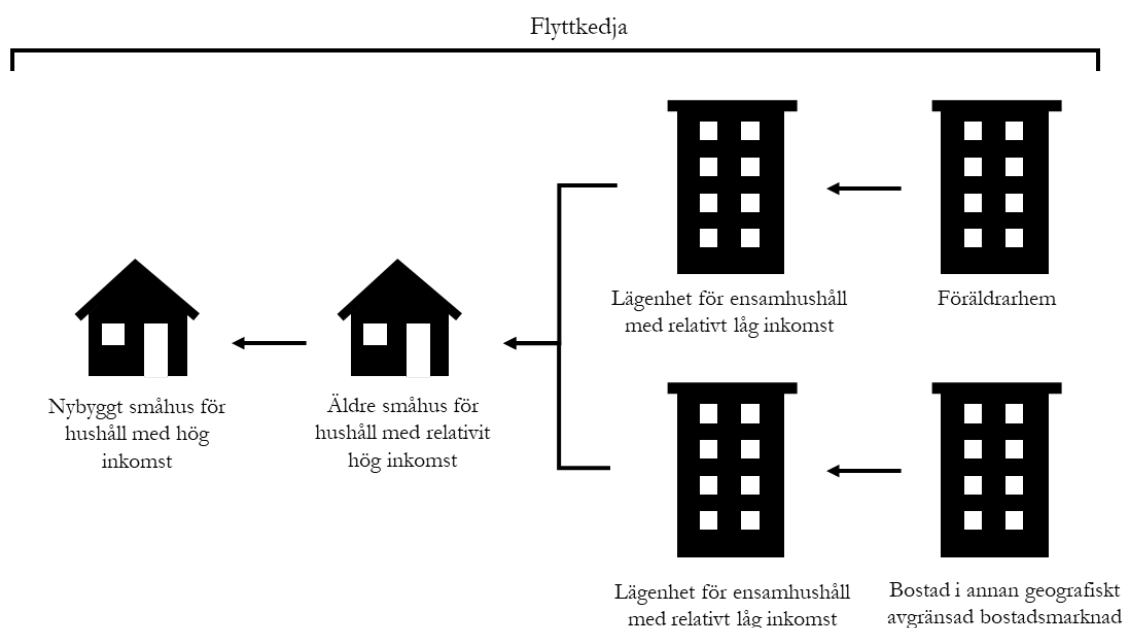 Flyttkedja
Lägenhet för ensamhushåll
med relativt låg inkomst
Föräldrarhem
Nybyggt småhus för
hushåll med hög
inkomst
Äldre småhus för
hushåll med relativit
hög inkomst
Lägenhet för ensamhushåll
med relativt låg inkomst
Bostad i annan geografiskt
avgränsad bostadsmarknad